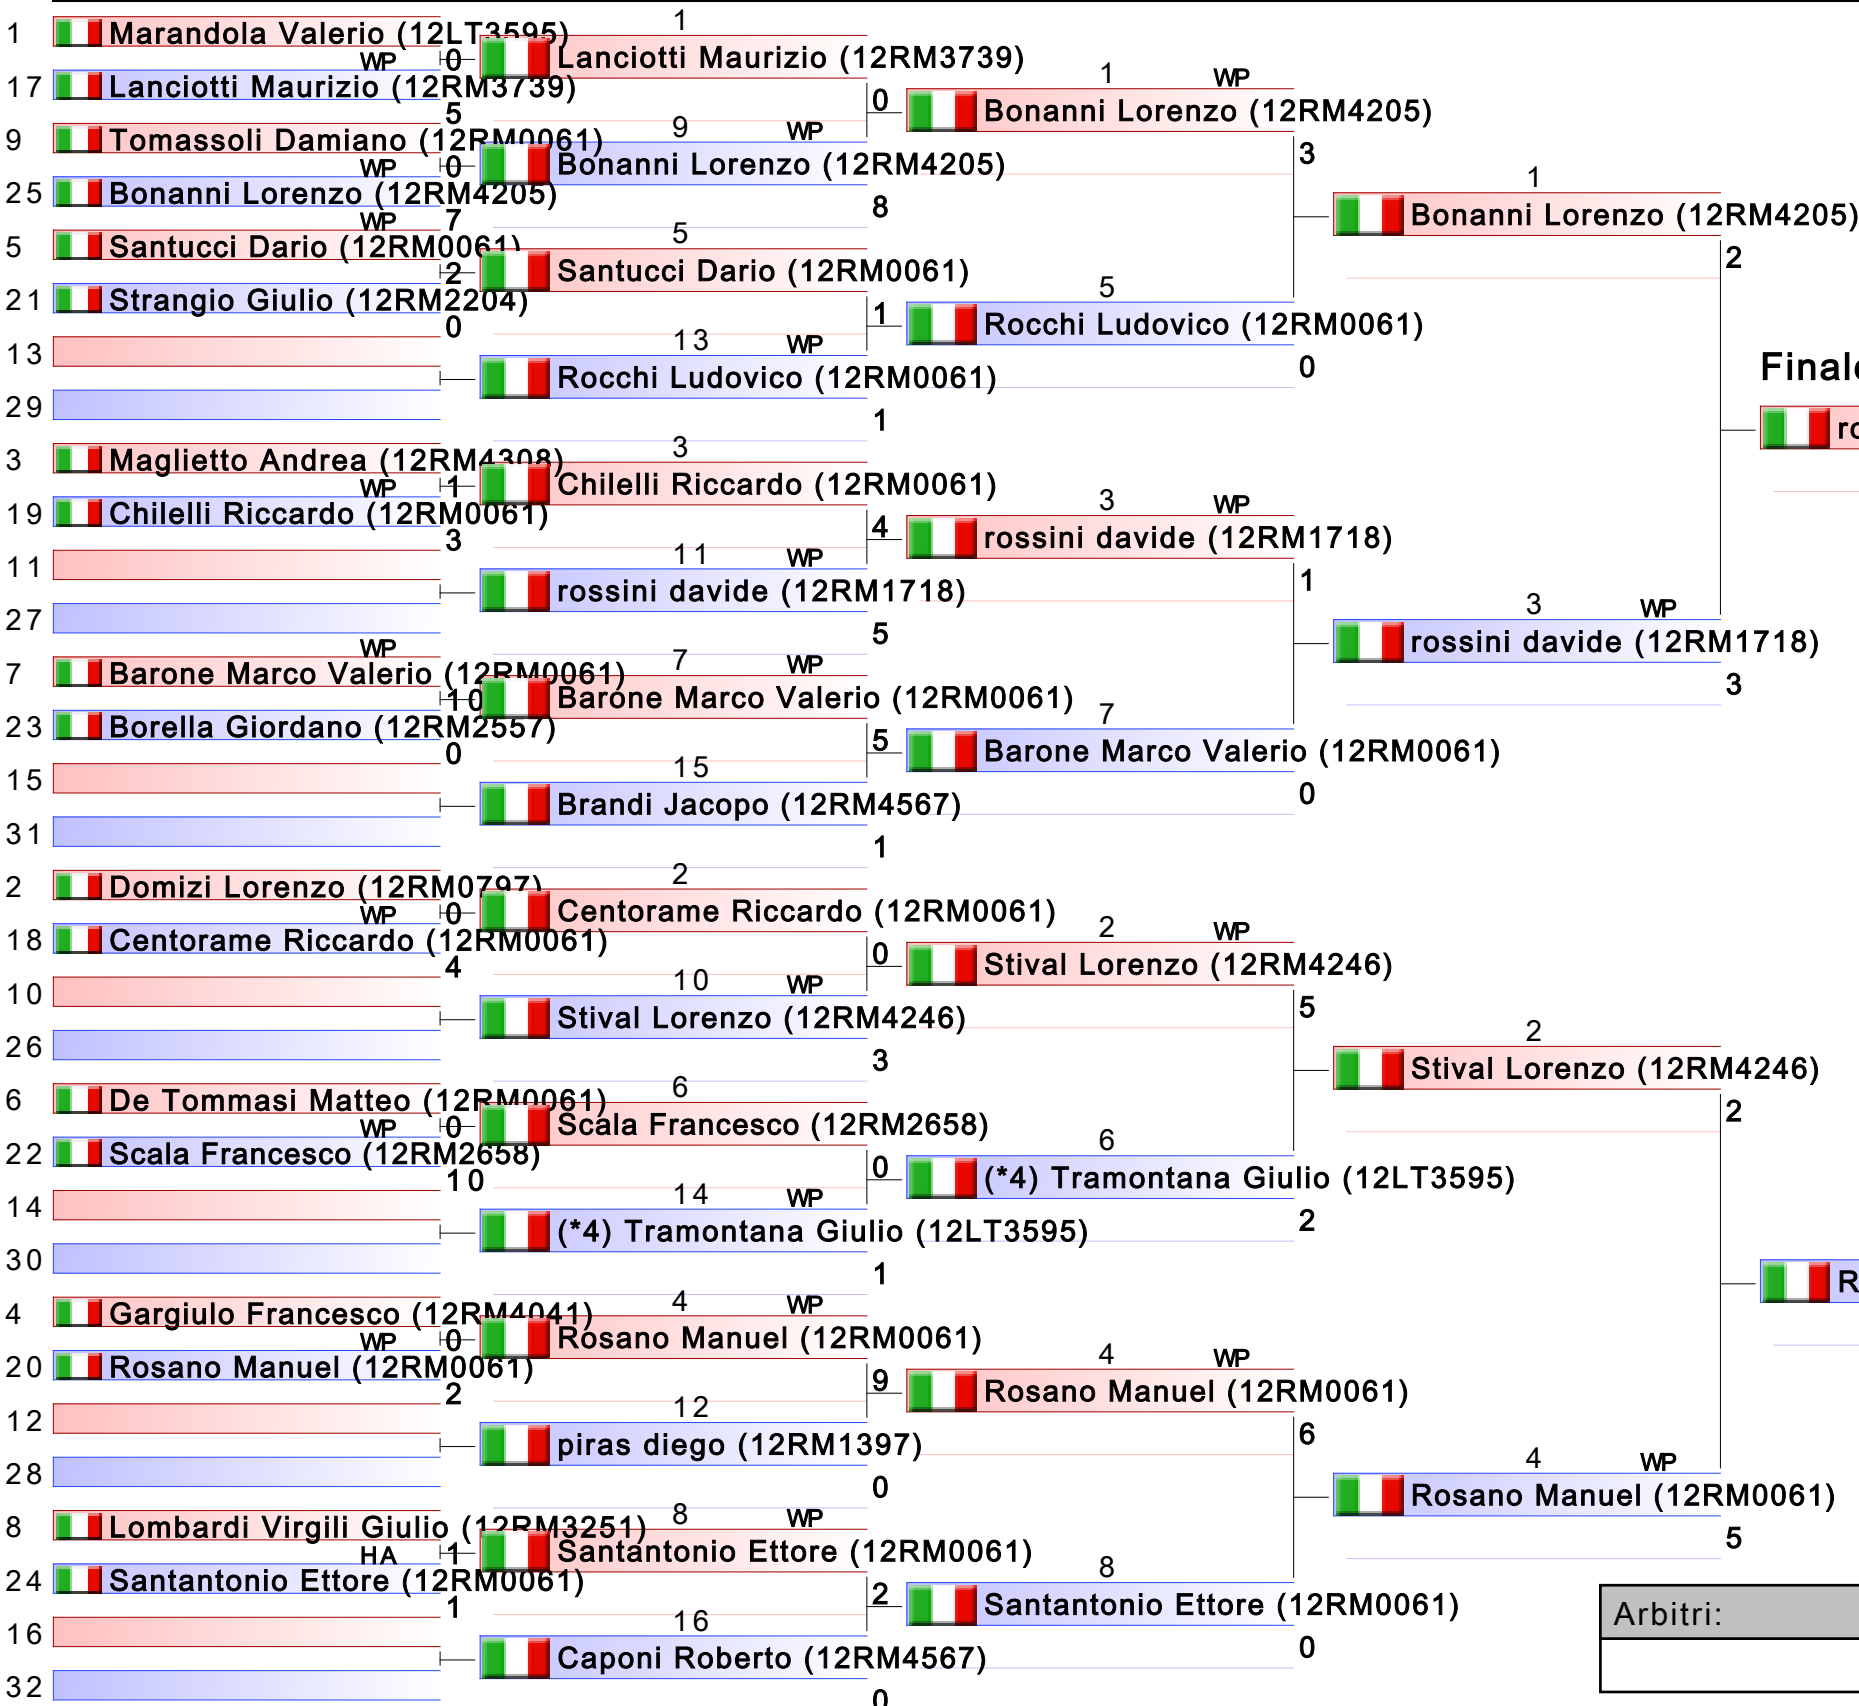 1 Marandola Valerio (12LT3595)
WP 0
17 Lanciotti Maurizio (12RM3739)
5
9 Tomassoli Damiano (12RM0061)
WP 0
25 Bonanni Lorenzo (12RM4205)
7
WP
5 Santucci Dario (12RM0061)
2
21 Strangio Giulio (12RM2204)
0
13
29
3 Maglietto Andrea (12RM4308)
WP 1
19 Chilelli Riccardo (12RM0061)
3
11
27
WP
7 Barone Marco Valerio (12RM0061)
10
23 Borella Giordano (12RM2557)
0
15
31
2 Domizi Lorenzo (12RM0797)
WP 0
18 Centorame Riccardo (12RM0061)
4
10
26
6 De Tommasi Matteo (12RM0061)
WP 0
22 Scala Francesco (12RM2658)
10
14
30
4 Gargiulo Francesco (12RM4041)
WP 0
20 Rosano Manuel (12RM0061)
2
12
28
8 Lombardi Virgili Giulio (12RM3251)
HA 1
24 Santantonio Ettore (12RM0061)
1
16
32
1
Lanciotti Maurizio (12RM3739)
0
9 WP
Bonanni Lorenzo (12RM4205)
8
5
Santucci Dario (12RM0061)
1
13 WP
Rocchi Ludovico (12RM0061)
1
3
Chilelli Riccardo (12RM0061)
4
11 WP
rossini davide (12RM1718)
5
7 WP
Barone Marco Valerio (12RM0061)
5
15
Brandi Jacopo (12RM4567)
1
2
Centorame Riccardo (12RM0061)
0
10 WP
Stival Lorenzo (12RM4246)
3
6
Scala Francesco (12RM2658)
0
14 WP
(*4) Tramontana Giulio (12LT3595)
1
4 WP
Rosano Manuel (12RM0061)
9
12
piras diego (12RM1397)
0
8 WP
Santantonio Ettore (12RM0061)
2
16
Caponi Roberto (12RM4567)
0
1 WP
Bonanni Lorenzo (12RM4205)
3
5
Rocchi Ludovico (12RM0061)
0
3 WP
rossini davide (12RM1718)
1
7
Barone Marco Valerio (12RM0061)
0
2 WP
Stival Lorenzo (12RM4246)
5
6
(*4) Tramontana Giulio (12LT3595)
2
4 WP
Rosano Manuel (12RM0061)
6
8
Santantonio Ettore (12RM0061)
0
1
Bonanni Lorenzo (12RM4205)
2
3 WP
rossini davide (12RM1718)
3
2
Stival Lorenzo (12RM4246)
2
4 WP
Rosano Manuel (12RM0061)
5
Finale
ro
R
Arbitri: